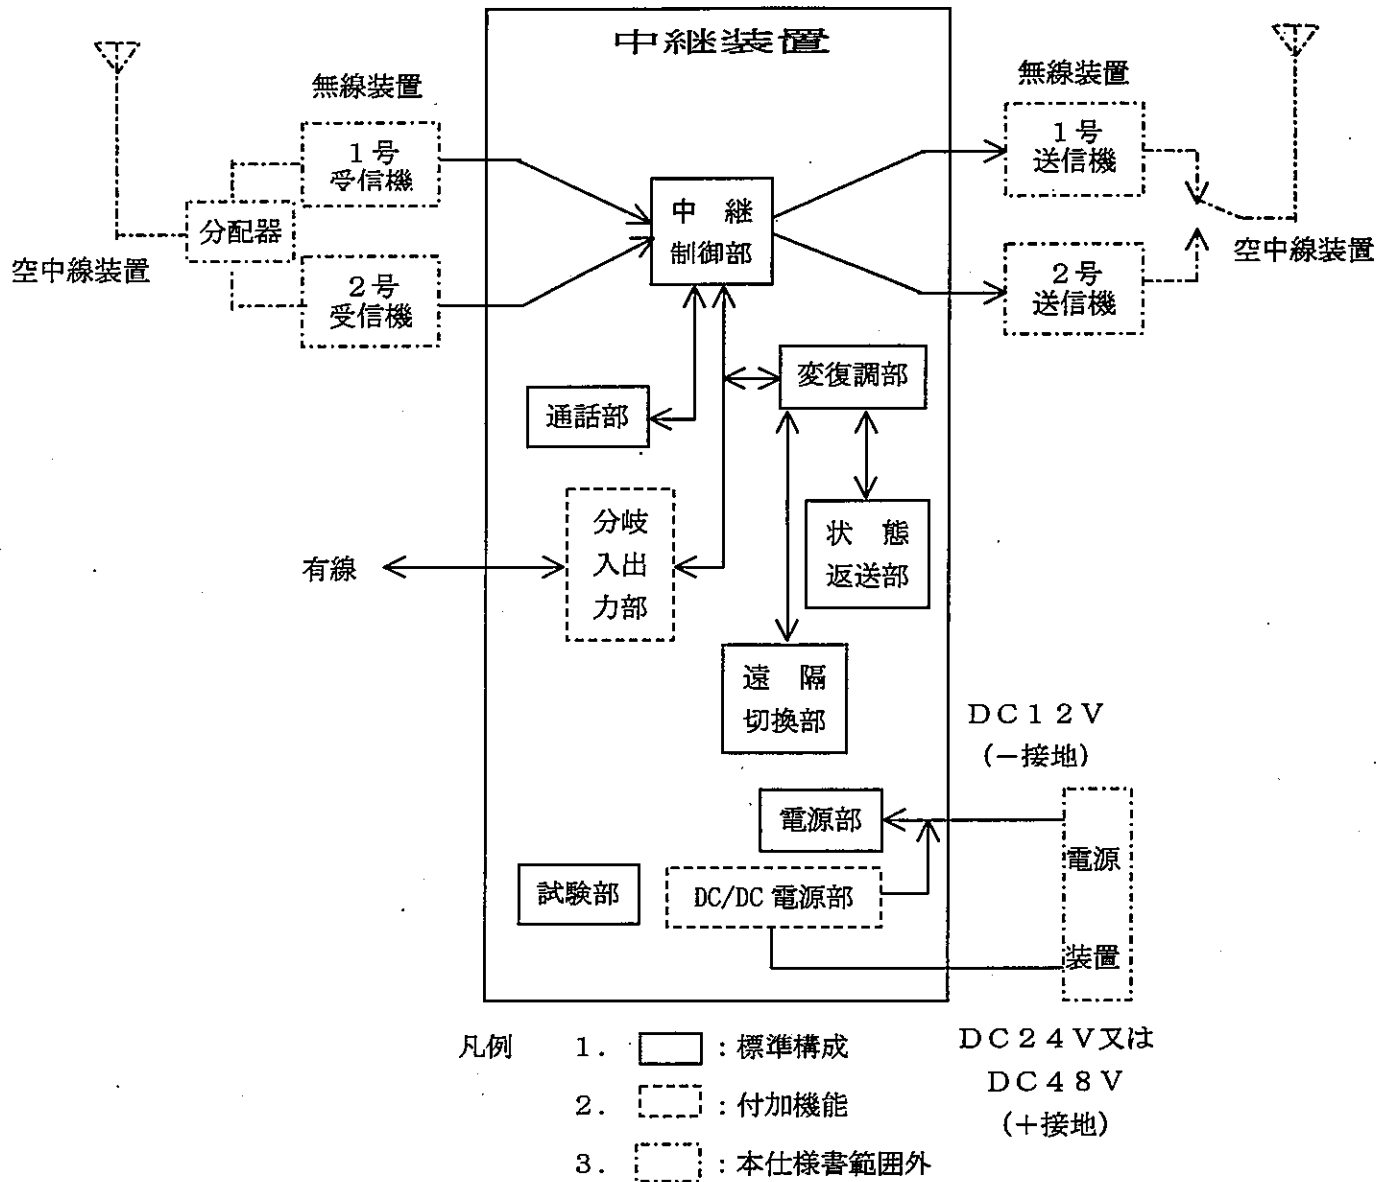 中継装置
無線装置
１号
受信機
分配器
空中線装置
２号
受信機
中　継
制御部
無線装置
１号
送信機
２号
送信機
空中線装置
変復調部
通話部
分岐
入出
力部
有線
状　態
返送部
遠　隔
切換部
ＤＣ１２Ｖ
（－接地）
電源部
電源
装置
試験部
DC/DC 電源部
ＤＣ２４Ｖ又は
ＤＣ４８Ｖ
（＋接地）
凡例　１．　：標準構成
２．　：付加機能
３．　：本仕様書範囲外